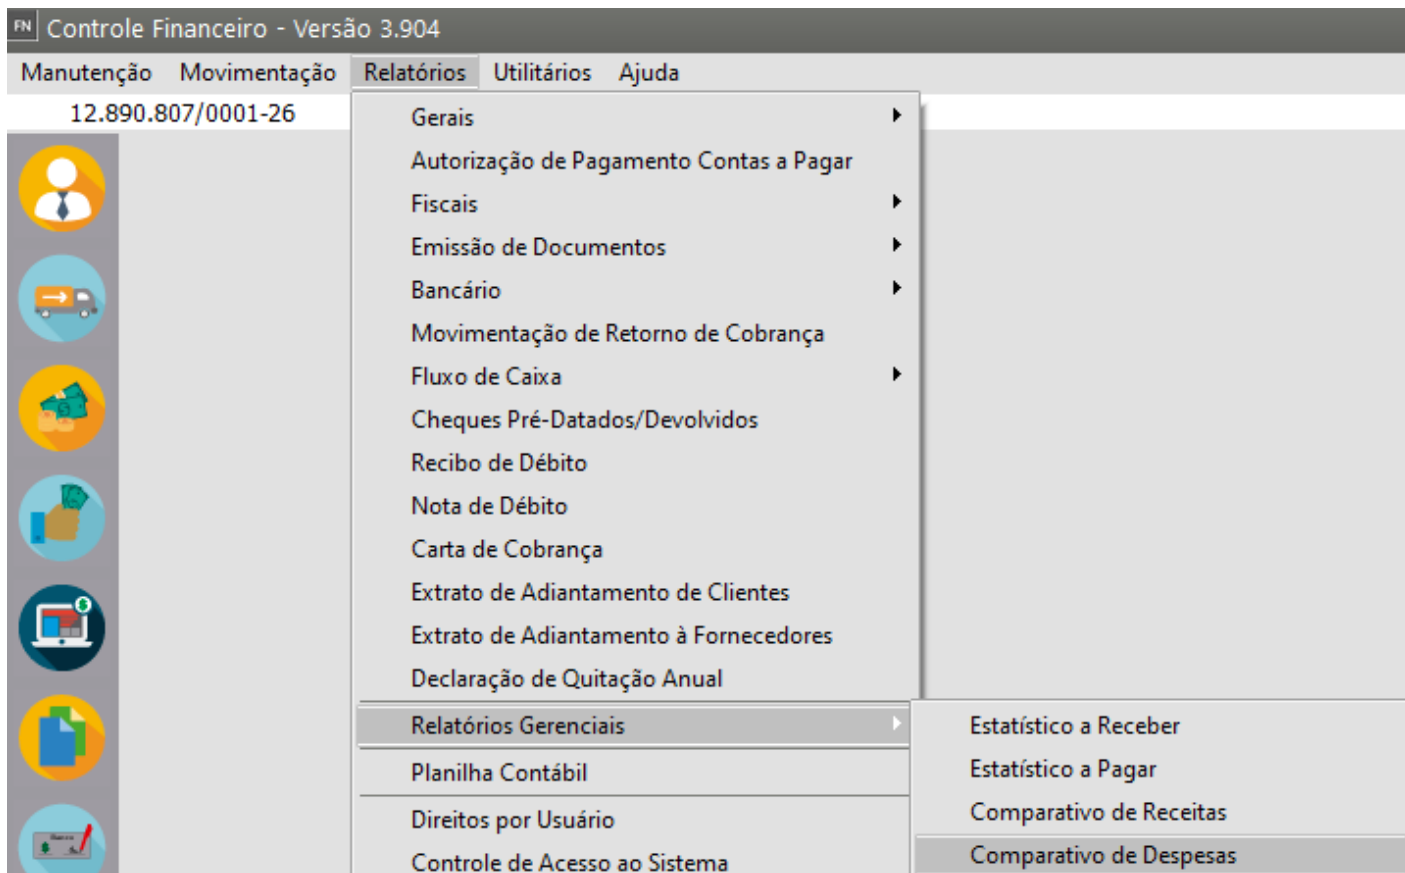 FN Controle Financeiro - Versão 3.904
Manutenção Movimentação Relatórios Utilitários Ajuda
12.890.807/0001-26
Gerais
Autorização de Pagamento Contas a Pagar
Fiscais
Emissão de Documentos
Bancário
Movimentação de Retorno de Cobrança
Fluxo de Caixa
Cheques Pré-Datados/Devolvidos
Recibo de Débito
Nota de Débito
Carta de Cobrança
Extrato de Adiantamento de Clientes
Extrato de Adiantamento à Fornecedores
Declaração de Quitação Anual
Relatórios Gerenciais
Planilha Contábil
Direitos por Usuário
Controle de Acesso ao Sistema
Estatístico a Receber
Estatístico a Pagar
Comparativo de Receitas
Comparativo de Despesas